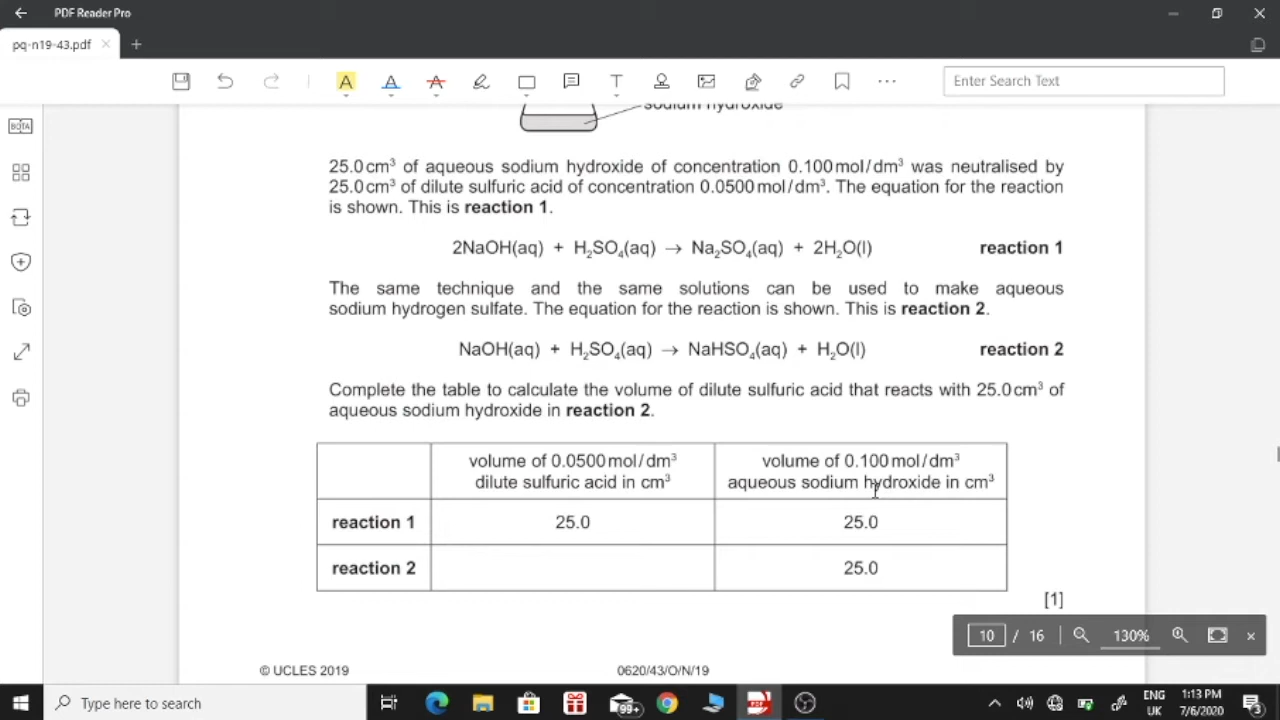 PDF Reader Pro
pq-n19-43.pdf
Enter Search Text
BOTA
sodium hydroxide
25.0 cm³ of aqueous sodium hydroxide of concentration 0.100 mol/dm³ was neutralised by
25.0 cm³ of dilute sulfuric acid of concentration 0.0500 mol/dm³. The equation for the reaction
is shown. This is reaction 1.
2NaOH(aq) + H₂SO₄(aq) → Na₂SO₄(aq) + 2H₂O(l) reaction 1
The same technique and the same solutions can be used to make aqueous
sodium hydrogen sulfate. The equation for the reaction is shown. This is reaction 2.
NaOH(aq) + H₂SO₄(aq) → NaHSO₄(aq) + H₂O(l) reaction 2
Complete the table to calculate the volume of dilute sulfuric acid that reacts with 25.0 cm³ of
aqueous sodium hydroxide in reaction 2.
volume of 0.0500 mol/dm³
dilute sulfuric acid in cm³
volume of 0.100 mol/dm³
aqueous sodium hydroxide in cm³
reaction 1 25.0 25.0
reaction 2 25.0
[1]
10 / 16 130%
© UCLES 2019 0620/43/O/N/19
Type here to search
99+
ENG
UK
1:13 PM
7/6/2020
3